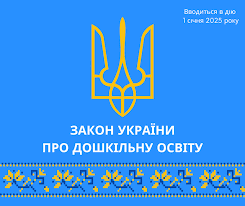 Вводиться в дію
1 січня 2025 року
ЗАКОН УКРАЇНИ
ПРО ДОШКІЛЬНУ ОСВІТУ